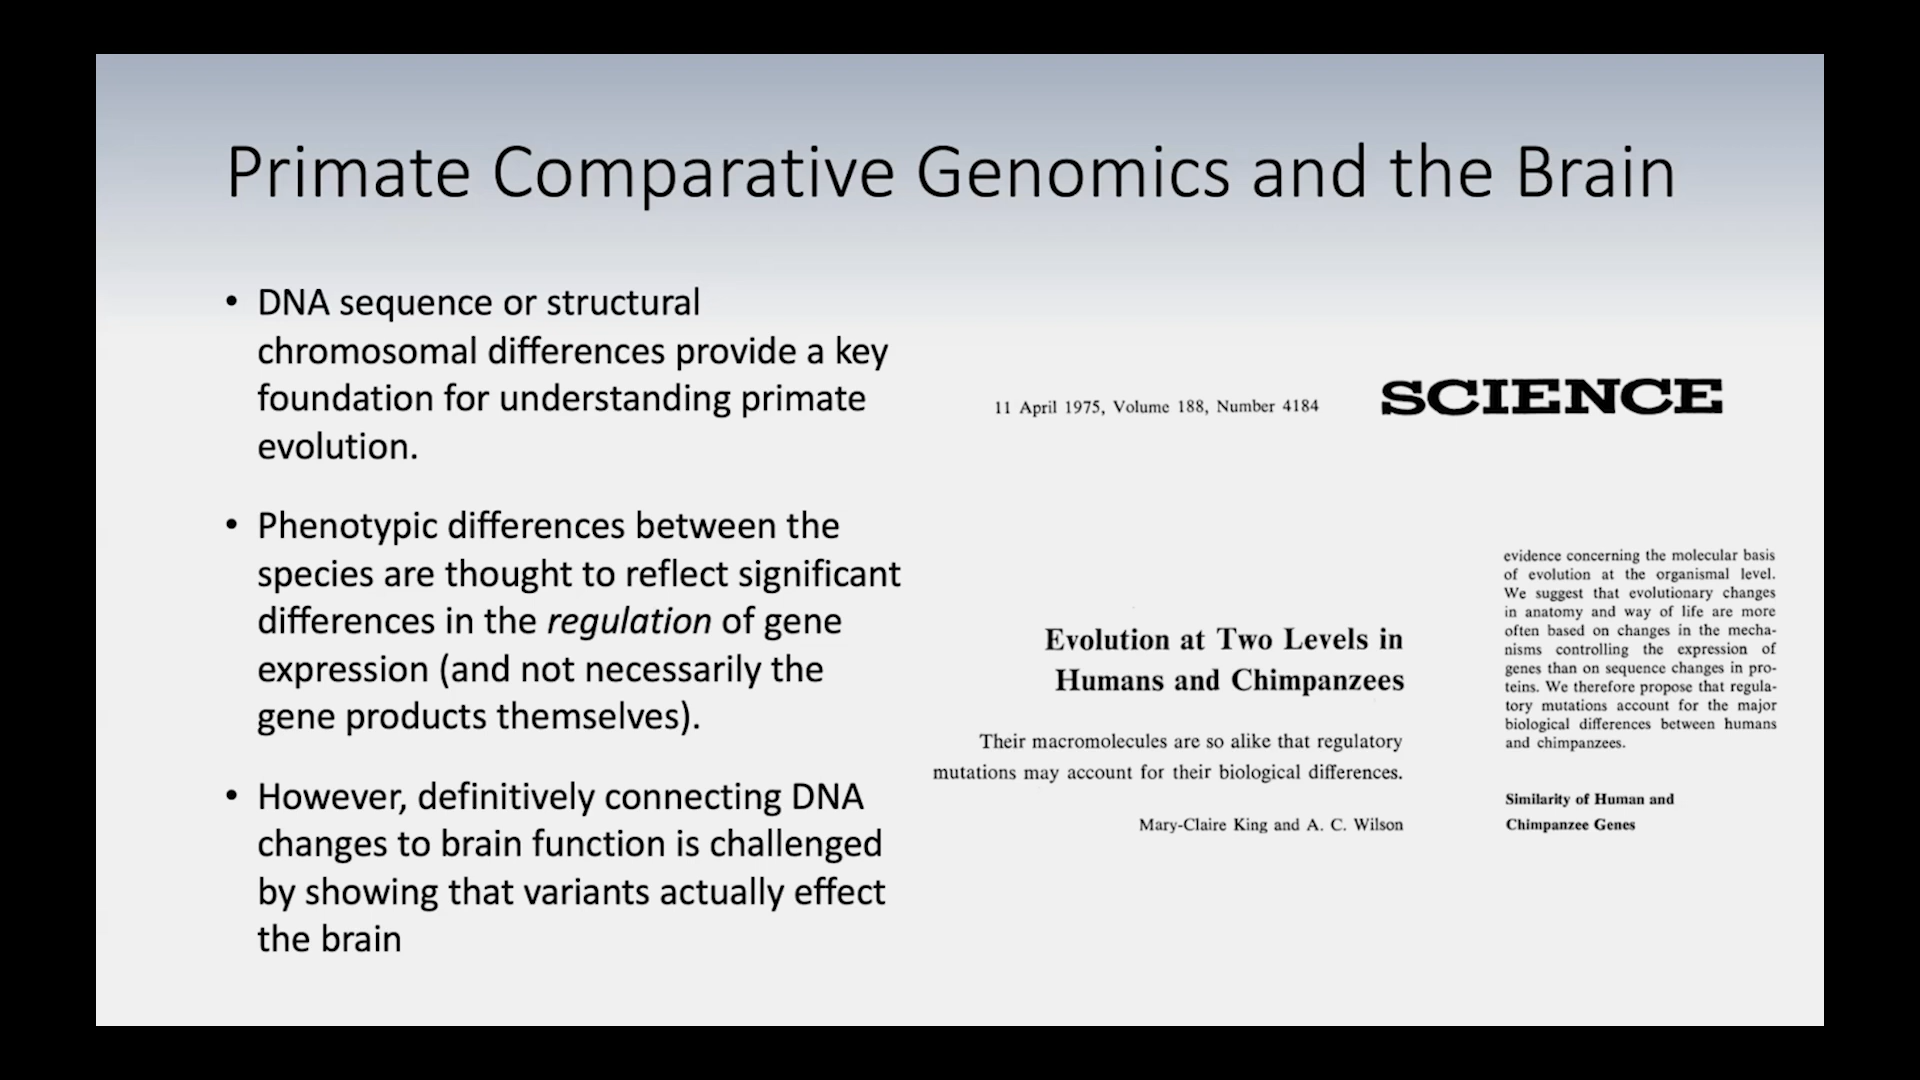 Primate Comparative Genomics and the Brain
• DNA sequence or structural
chromosomal differences provide a key
foundation for understanding primate
evolution.
• Phenotypic differences between the
species are thought to reflect significant
differences in the regulation of gene
expression (and not necessarily the
gene products themselves).
• However, definitively connecting DNA
changes to brain function is challenged
by showing that variants actually effect
the brain
11 April 1975, Volume 188, Number 4184
SCIENCE
Evolution at Two Levels in
Humans and Chimpanzees
Their macromolecules are so alike that regulatory
mutations may account for their biological differences.
Mary-Claire King and A. C. Wilson
evidence concerning the molecular basis
of evolution at the organismal level.
We suggest that evolutionary changes
in anatomy and way of life are more
often based on changes in the mecha-
nisms controlling the expression of
genes than on sequence changes in pro-
teins. We therefore propose that regula-
tory mutations account for the major
biological differences between humans
and chimpanzees.
Similarity of Human and
Chimpanzee Genes